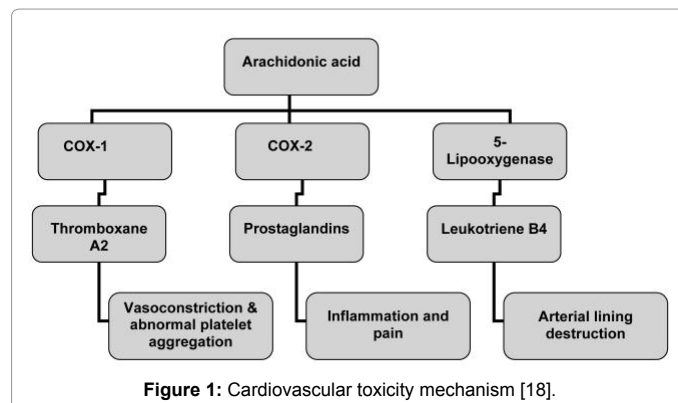 Arachidonic acid
COX-1
COX-2
5-
Lipooxygenase
Thromboxane
A2
Prostaglandins
Leukotriene B4
Vasoconstriction &
abnormal platelet
aggregation
Inflammation and
pain
Arterial lining
destruction
Figure 1: Cardiovascular toxicity mechanism [18].